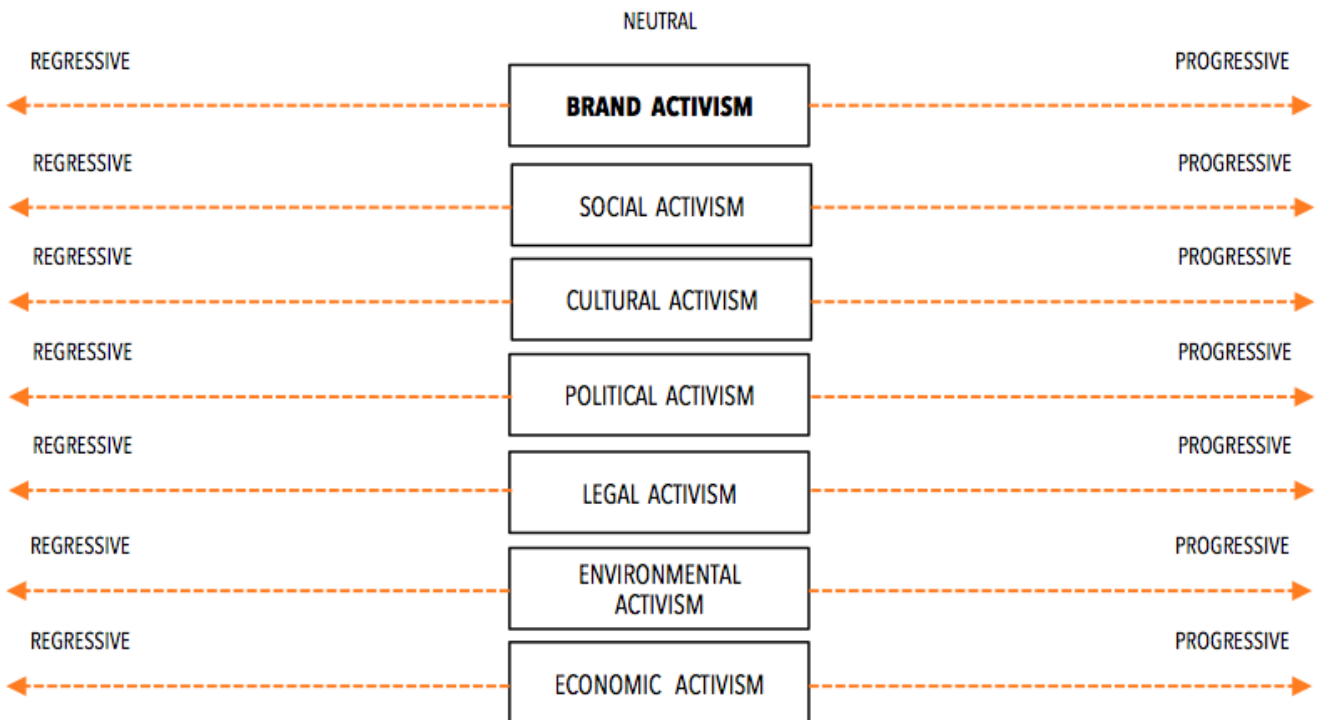 NEUTRAL
REGRESSIVE PROGRESSIVE
BRAND ACTIVISM
REGRESSIVE PROGRESSIVE
SOCIAL ACTIVISM
REGRESSIVE PROGRESSIVE
CULTURAL ACTIVISM
REGRESSIVE PROGRESSIVE
POLITICAL ACTIVISM
REGRESSIVE PROGRESSIVE
LEGAL ACTIVISM
REGRESSIVE PROGRESSIVE
ENVIRONMENTAL
ACTIVISM
REGRESSIVE PROGRESSIVE
ECONOMIC ACTIVISM